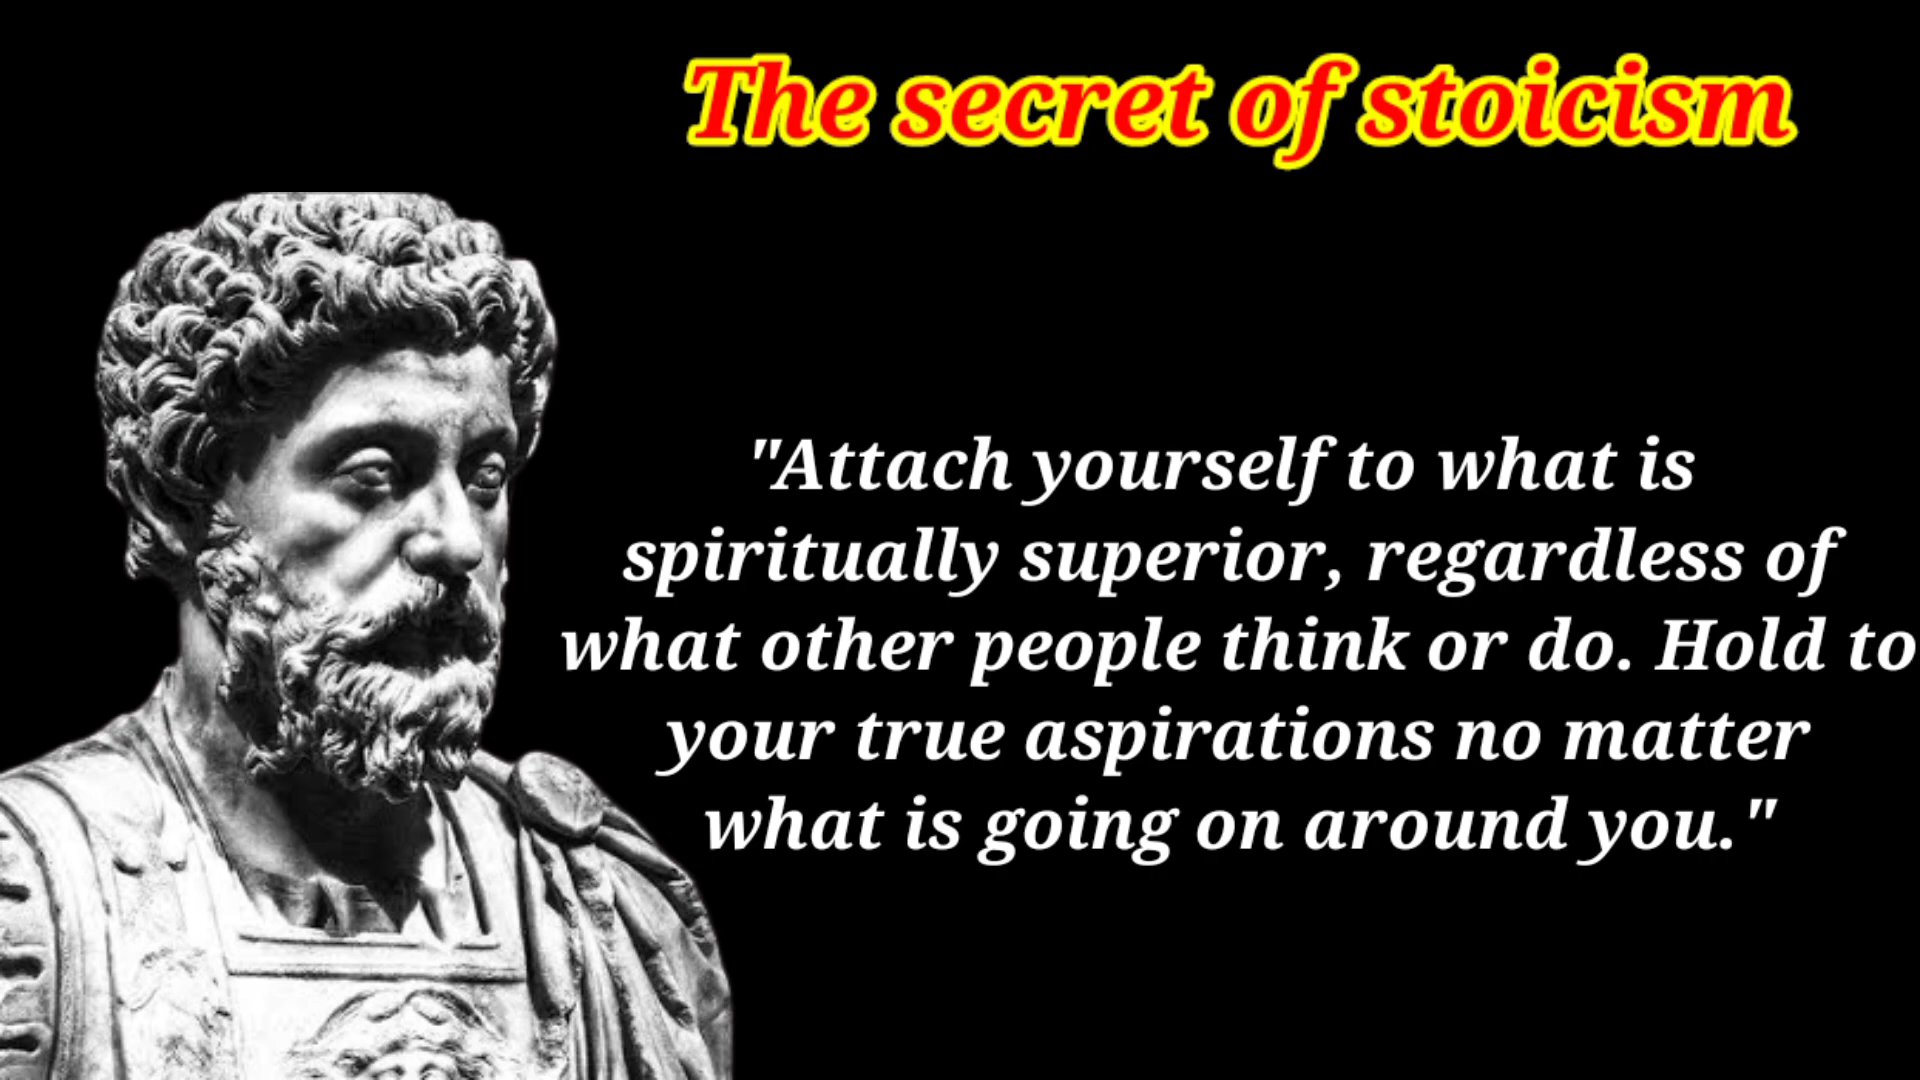 The secret of stoicism
"Attach yourself to what is
spiritually superior, regardless of
what other people think or do. Hold to
your true aspirations no matter
what is going on around you."